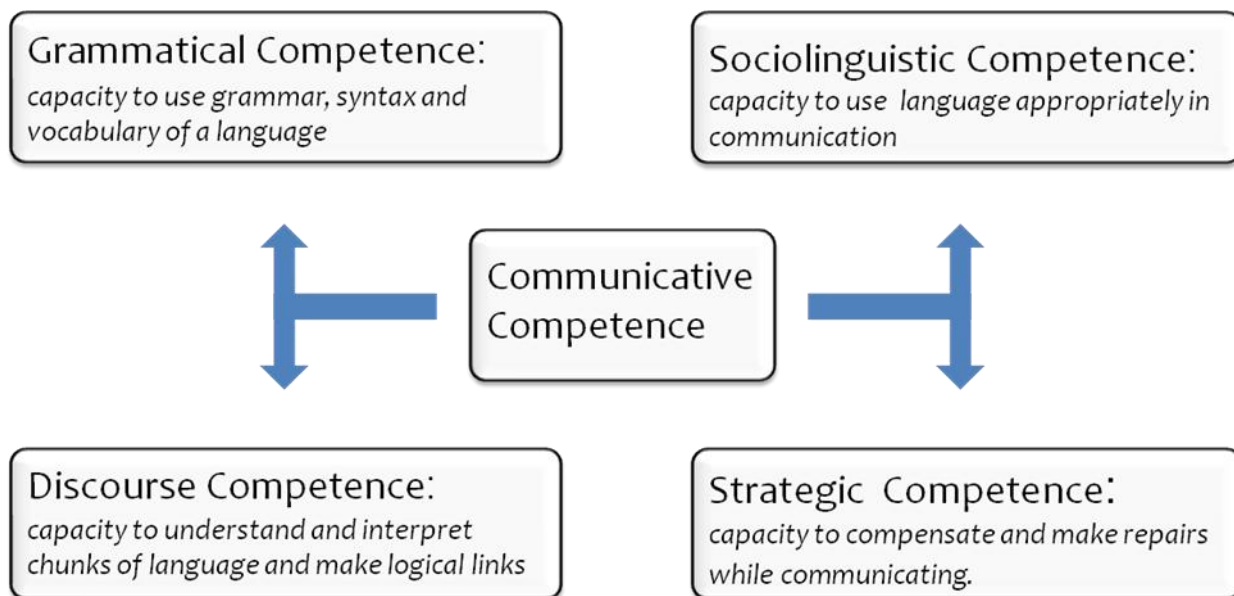 Grammatical Competence:
capacity to use grammar, syntax and
vocabulary of a language
Sociolinguistic Competence:
capacity to use language appropriately in
communication
Communicative
Competence
Discourse Competence:
capacity to understand and interpret
chunks of language and make logical links
Strategic Competence:
capacity to compensate and make repairs
while communicating.